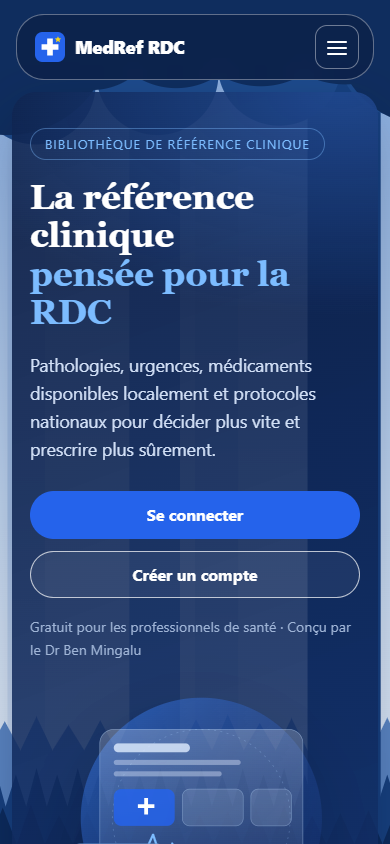 MedRef RDC
BIBLIOTHÈQUE DE RÉFÉRENCE CLINIQUE
La référence
clinique
pensée pour la
RDC
Pathologies, urgences, médicaments
disponibles localement et protocoles
nationaux pour décider plus vite et
prescrire plus sûrement.
Se connecter
Créer un compte
Gratuit pour les professionnels de santé · Conçu par
le Dr Ben Mingalu